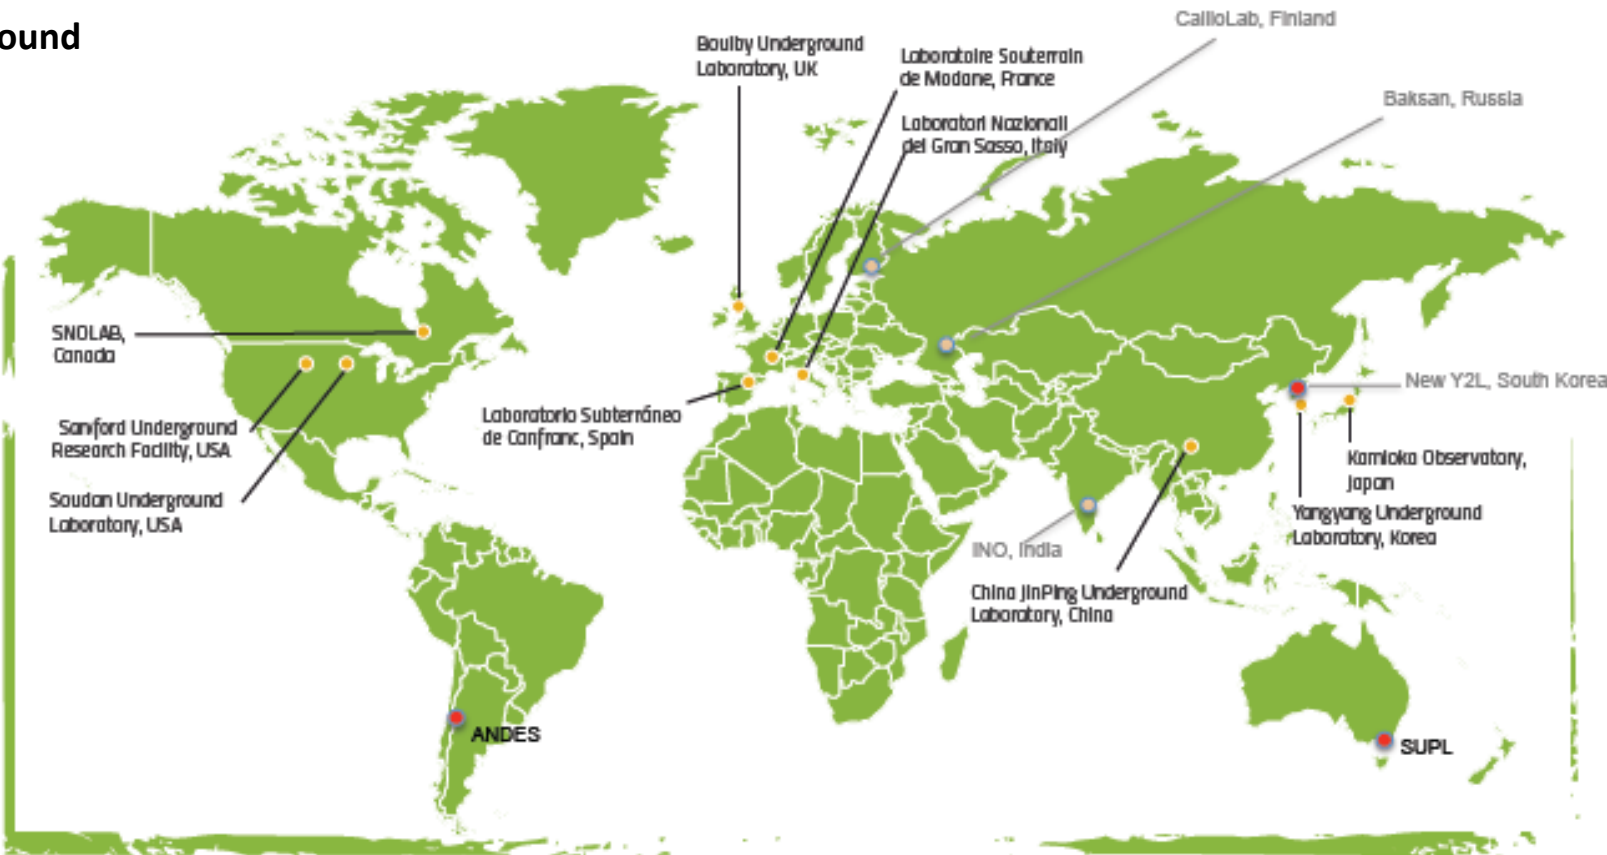 ound
CallioLab, Finland
Boulby Underground
Laboratory, UK
Laboratoire Souterrain
de Modane, France
Baksan, Russia
Laboratori Nazionali
del Gran Sasso, Italy
SNOLAB,
Canada
New Y2L, South Korea
Laboratorio Subterráneo
de Canfranc, Spain
Sanford Underground
Research Facility, USA
Kamioka Observatory,
Japan
Soudan Underground
Laboratory, USA
Yangyang Underground
Laboratory, Korea
INO, India
China JinPing Underground
Laboratory, China
ANDES
SUPL